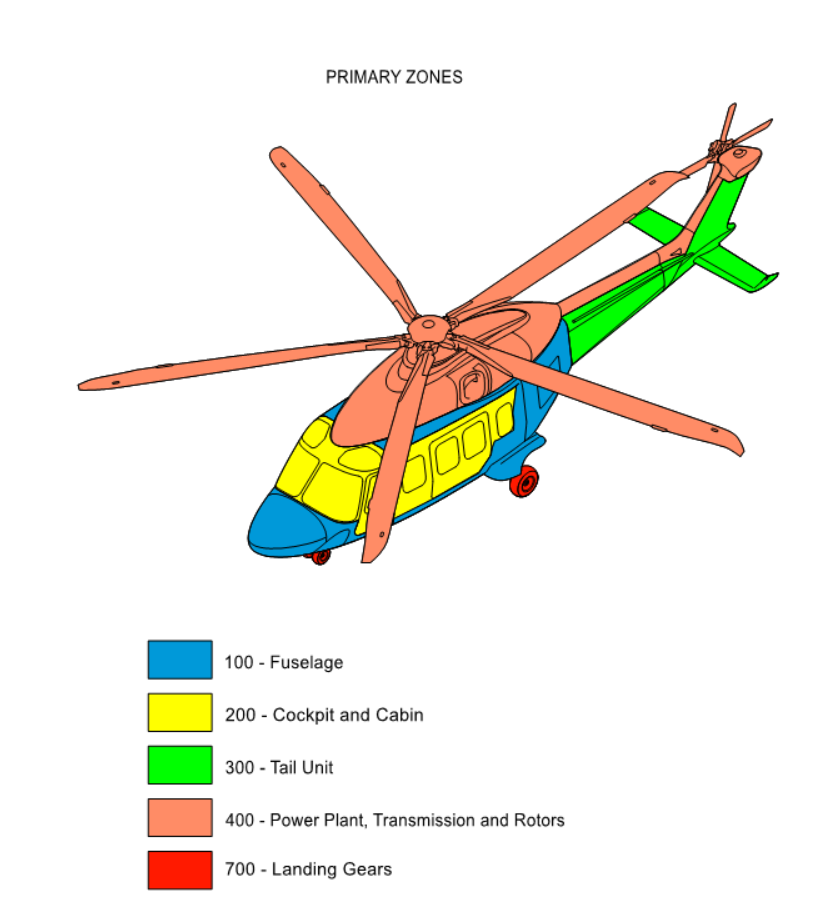 PRIMARY ZONES
100 - Fuselage
200 - Cockpit and Cabin
300 - Tail Unit
400 - Power Plant, Transmission and Rotors
700 - Landing Gears